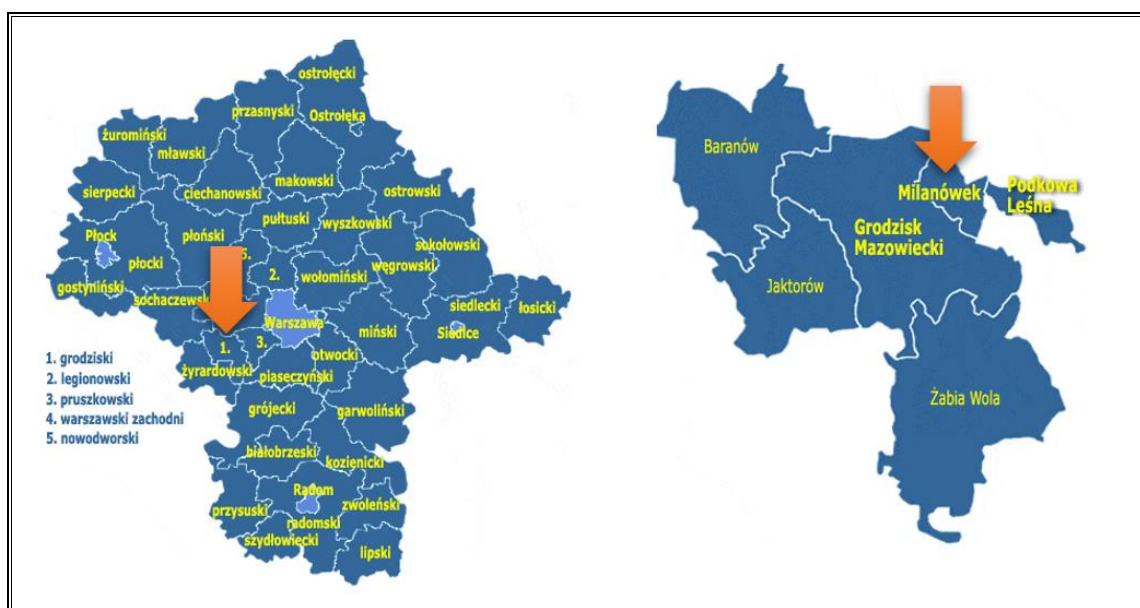 ostrołęcki
przasnyski
Ostrołęka
żuromiński
mławski
makowski
sierpecki
ciechanowski
ostrowski
pułtuski
wyszkowski
Płock
płoński
sokołowski
5.
płocki
2.
wołomiński
węgrowski
gostyniński
sochaczewski
siedlecki
łosicki
Warszawa
miński
Siedlce
1.
3.
otwocki
żyrardowski
piaseczyński
grójecki
garwoliński
białobrzeski
kozienicki
Radom
przysuski
zwoleński
radomski
szydłowiecki
lipski
1. grodziski
2. legionowski
3. pruszkowski
4. warszawski zachodni
5. nowodworski
Baranów
Milanówek
Podkowa
Leśna
Grodzisk
Mazowiecki
Jaktorów
Żabia Wola